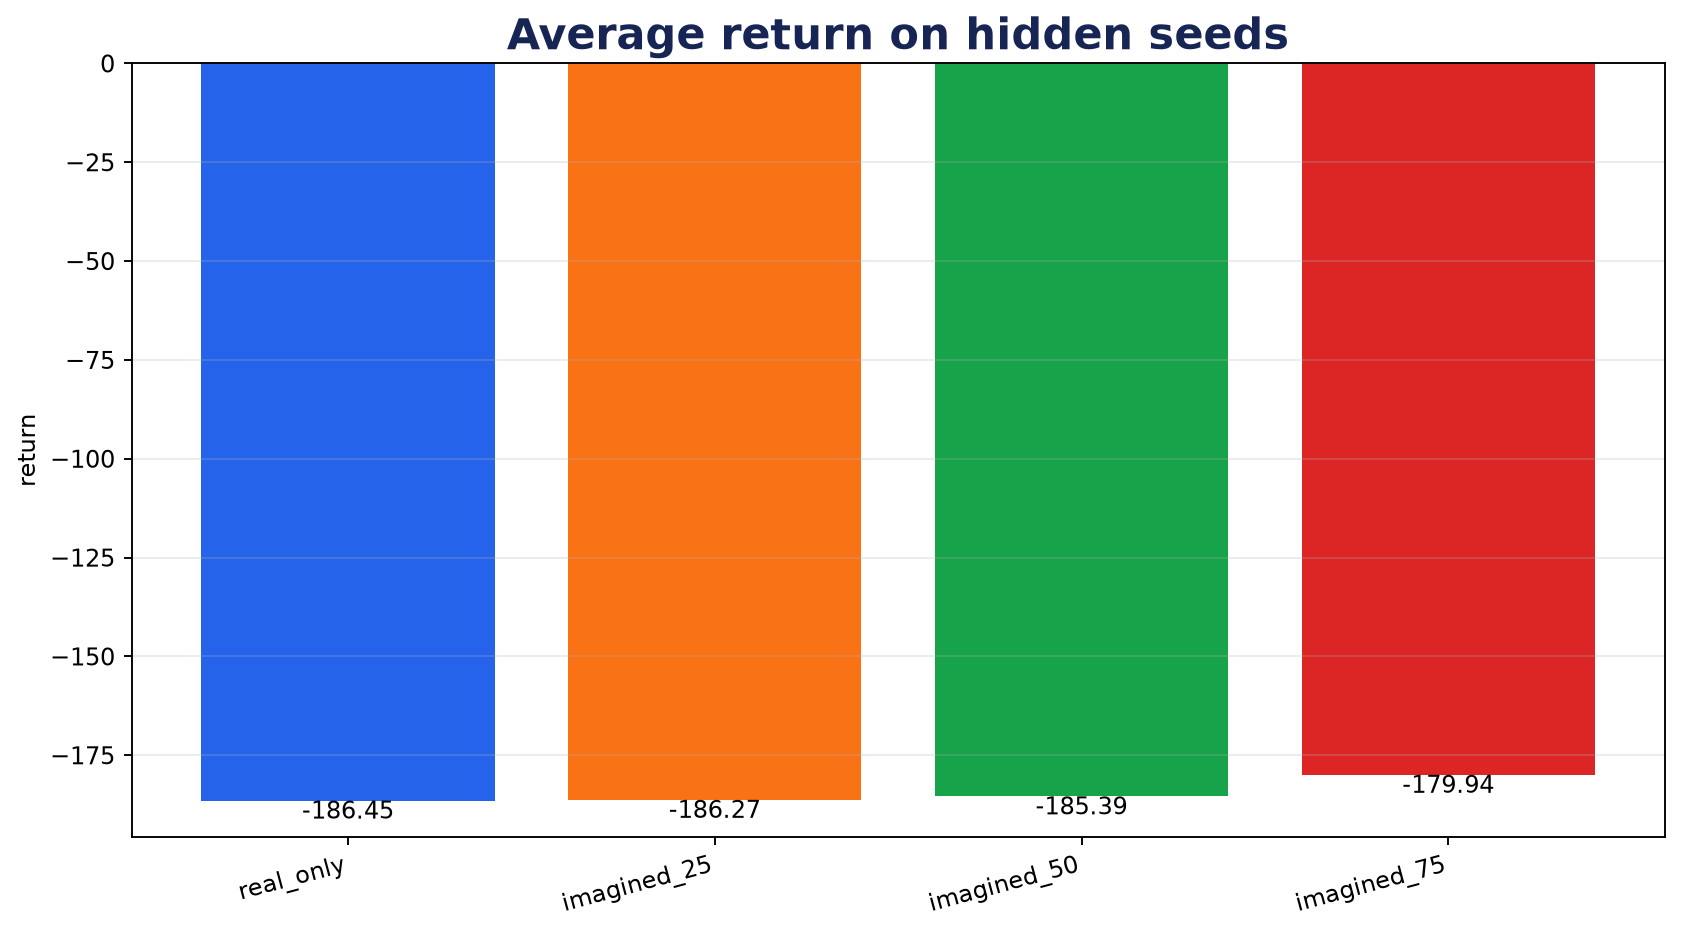 Average return on hidden seeds
0
−25
−50
−75
−100
−125
−150
−175
return
-186.45
-186.27
-185.39
-179.94
real_only
imagined_25
imagined_50
imagined_75